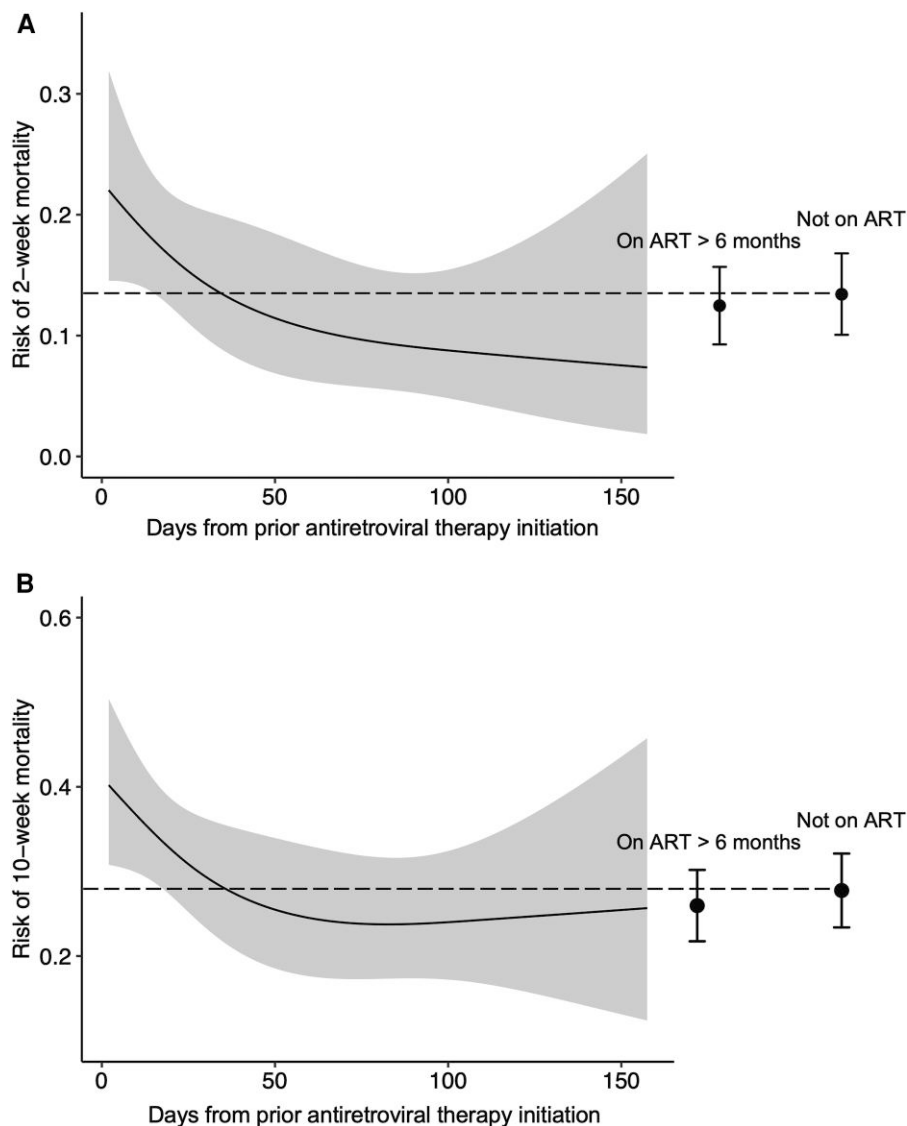 A
Risk of 2-week mortality
0.3
0.2
0.1
0.0
On ART > 6 months
Not on ART
0
50
100
150
Days from prior antiretroviral therapy initiation
B
Risk of 10-week mortality
0.6
0.4
0.2
On ART > 6 months
Not on ART
0
50
100
150
Days from prior antiretroviral therapy initiation